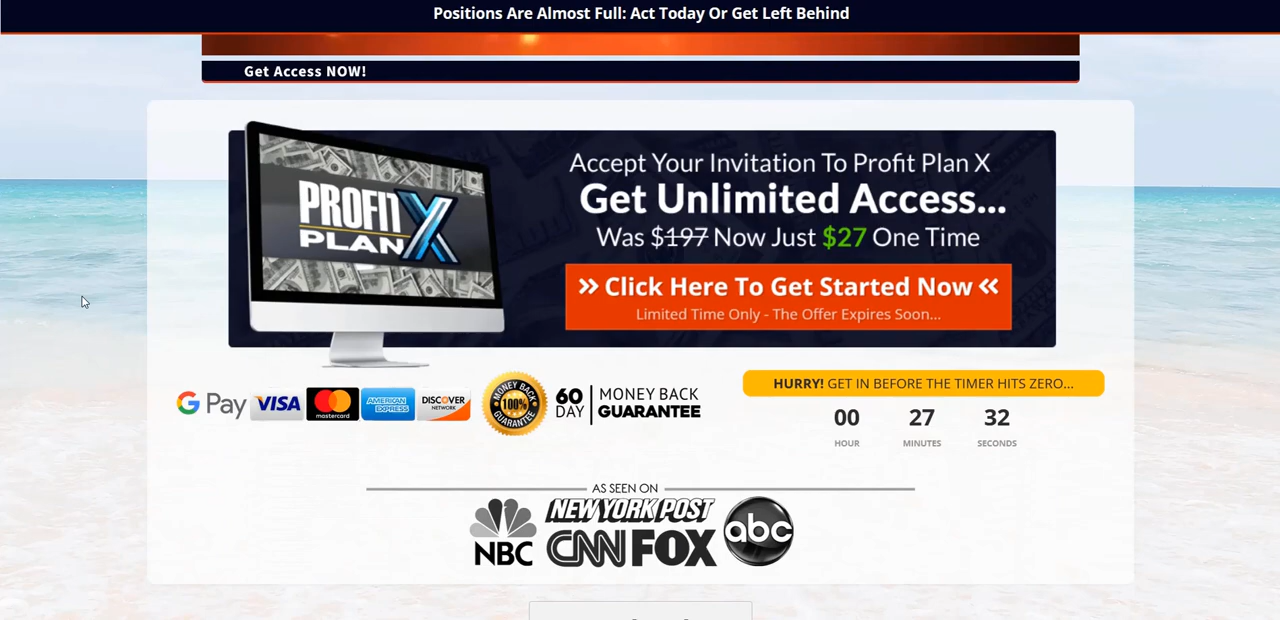 Positions Are Almost Full: Act Today Or Get Left Behind
Get Access NOW!
PROFIT
PLAN X
Accept Your Invitation To Profit Plan X
Get Unlimited Access...
Was $197 Now Just $27 One Time
>> Click Here To Get Started Now <<
Limited Time Only - The Offer Expires Soon...
G Pay VISA mastercard AMERICAN EXPRESS DISCOVER NETWORK
MONEY BACK 100% GUARANTEE
60 DAY MONEY BACK GUARANTEE
HURRY! GET IN BEFORE THE TIMER HITS ZERO...
00 27 32
HOUR MINUTES SECONDS
AS SEEN ON
NBC NEW YORK POST CNN FOX abc